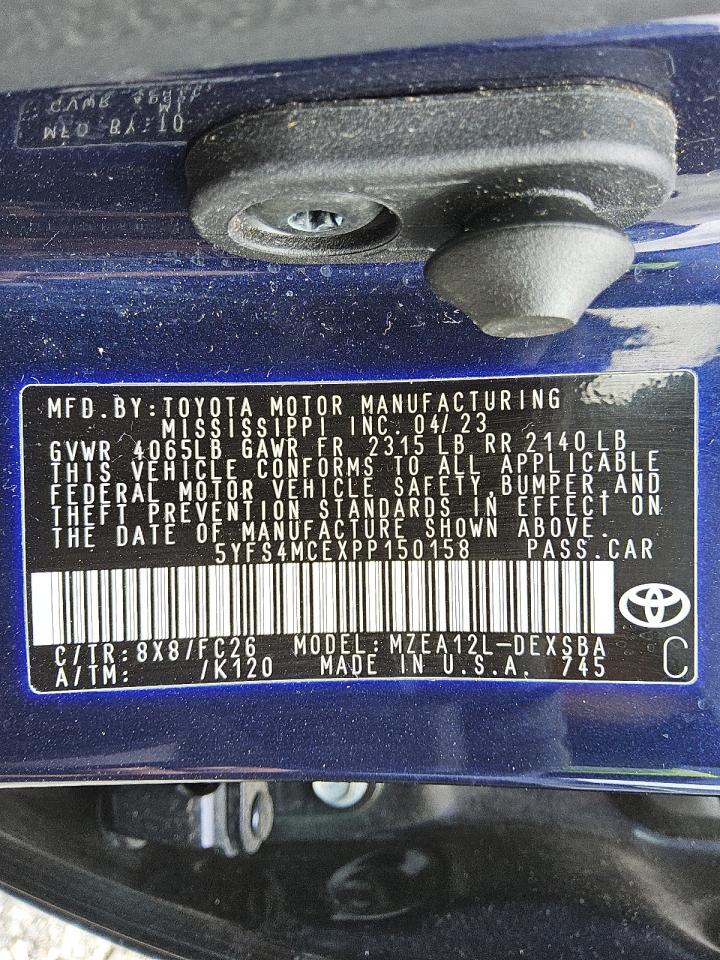 MFD.BY:TOYOTA MOTOR MANUFACTURING
MISSISSIPPI INC. 04/23
GVWR 4065LB GAWR FR 2315 LB RR 2140 LB
THIS VEHICLE CONFORMS TO ALL APPLICABLE
FEDERAL MOTOR VEHICLE SAFETY,BUMPER,AND
THEFT PREVENTION STANDARDS IN EFFECT ON
THE DATE OF MANUFACTURE SHOWN ABOVE.
5YFS4MCEXPP150158 PASS.CAR
C/TR:8X8/FC26 MODEL:MZEA12L-DEXSBA
A/TM: /K120 MADE IN U.S.A. 745 C